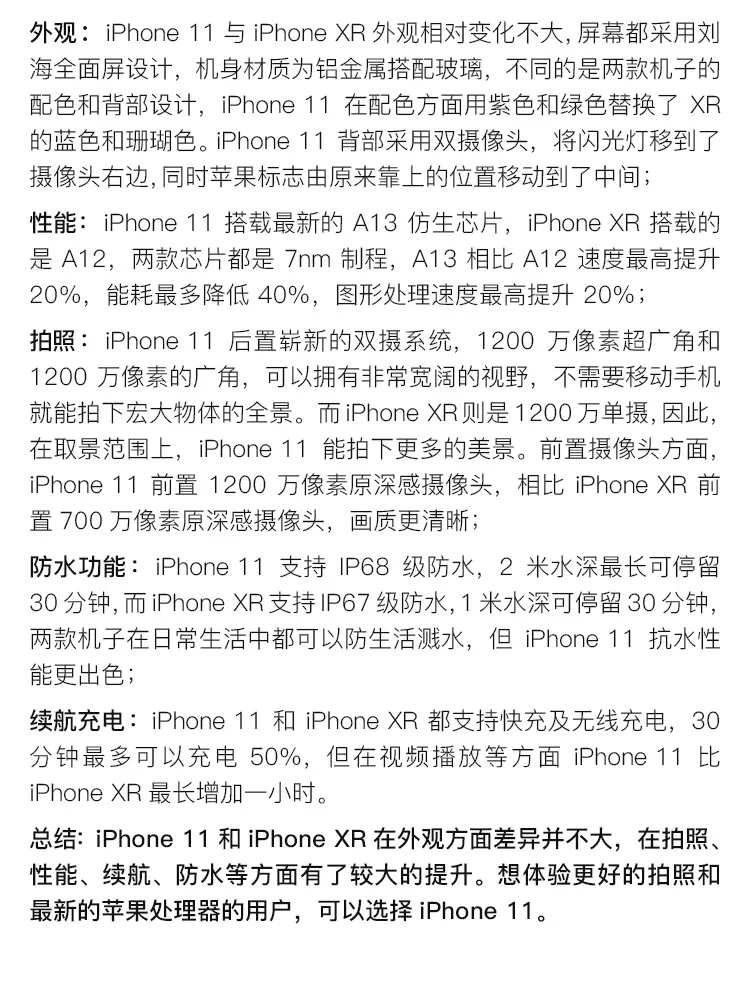 外观：iPhone 11 与 iPhone XR 外观相对变化不大，屏幕都采用刘
海全面屏设计，机身材质为铝金属搭配玻璃，不同的是两款机子的
配色和背部设计，iPhone 11 在配色方面用紫色和绿色替换了 XR
的蓝色和珊瑚色。iPhone 11 背部采用双摄像头，将闪光灯移到了
摄像头右边，同时苹果标志由原来靠上的位置移动到了中间；
性能：iPhone 11 搭载最新的 A13 仿生芯片，iPhone XR 搭载的
是 A12，两款芯片都是 7nm 制程，A13 相比 A12 速度最高提升
20%，能耗最多降低 40%，图形处理速度最高提升 20%；
拍照：iPhone 11 后置崭新的双摄系统，1200 万像素超广角和
1200 万像素的广角，可以拥有非常宽阔的视野，不需要移动手机
就能拍下宏大物体的全景。而 iPhone XR 则是 1200 万单摄，因此，
在取景范围上，iPhone 11 能拍下更多的美景。前置摄像头方面，
iPhone 11 前置 1200 万像素原深感摄像头，相比 iPhone XR 前
置 700 万像素原深感摄像头，画质更清晰；
防水功能：iPhone 11 支持 IP68 级防水，2 米水深最长可停留
30 分钟，而 iPhone XR 支持 IP67 级防水，1 米水深可停留 30 分钟，
两款机子在日常生活中都可以防生活溅水，但 iPhone 11 抗水性
能更出色；
续航充电：iPhone 11 和 iPhone XR 都支持快充及无线充电，30
分钟最多可以充电 50%，但在视频播放等方面 iPhone 11 比
iPhone XR 最长增加一小时。
总结：iPhone 11 和 iPhone XR 在外观方面差异并不大，在拍照、
性能、续航、防水等方面有了较大的提升。想体验更好的拍照和
最新的苹果处理器的用户，可以选择 iPhone 11。